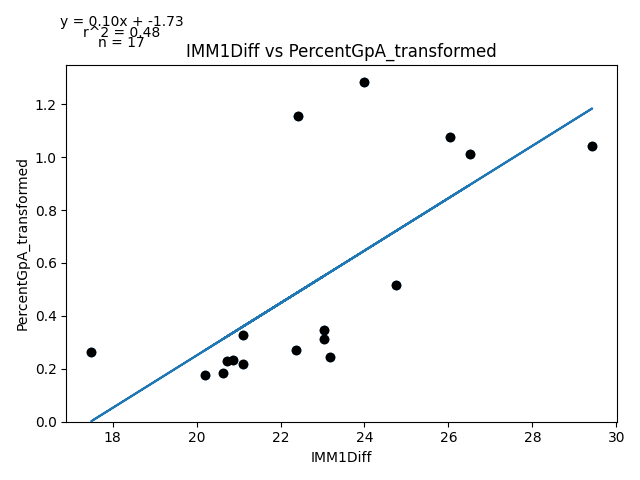 y = 0.10x + -1.73
r^2 = 0.48
n = 17
IMM1Diff vs PercentGpA_transformed
PercentGpA_transformed
1.2
1.0
0.8
0.6
0.4
0.2
0.0
18 20 22 24 26 28 30
IMM1Diff